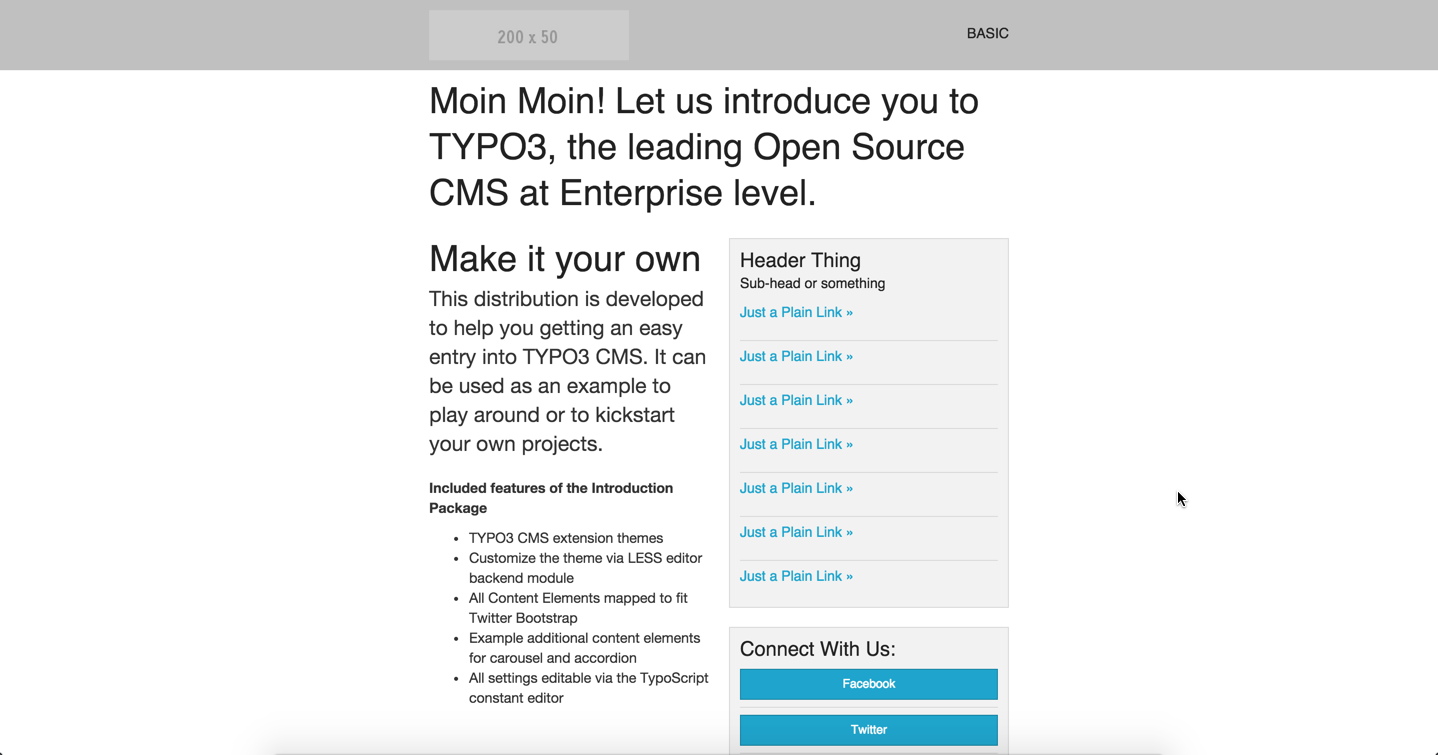 200 x 50
BASIC
Moin Moin! Let us introduce you to
TYPO3, the leading Open Source
CMS at Enterprise level.
Make it your own
This distribution is developed
to help you getting an easy
entry into TYPO3 CMS. It can
be used as an example to
play around or to kickstart
your own projects.
Included features of the Introduction
Package
• TYPO3 CMS extension themes
• Customize the theme via LESS editor
backend module
• All Content Elements mapped to fit
Twitter Bootstrap
• Example additional content elements
for carousel and accordion
• All settings editable via the TypoScript
constant editor
Header Thing
Sub-head or something
Just a Plain Link »
Just a Plain Link »
Just a Plain Link »
Just a Plain Link »
Just a Plain Link »
Just a Plain Link »
Just a Plain Link »
Connect With Us:
Facebook
Twitter